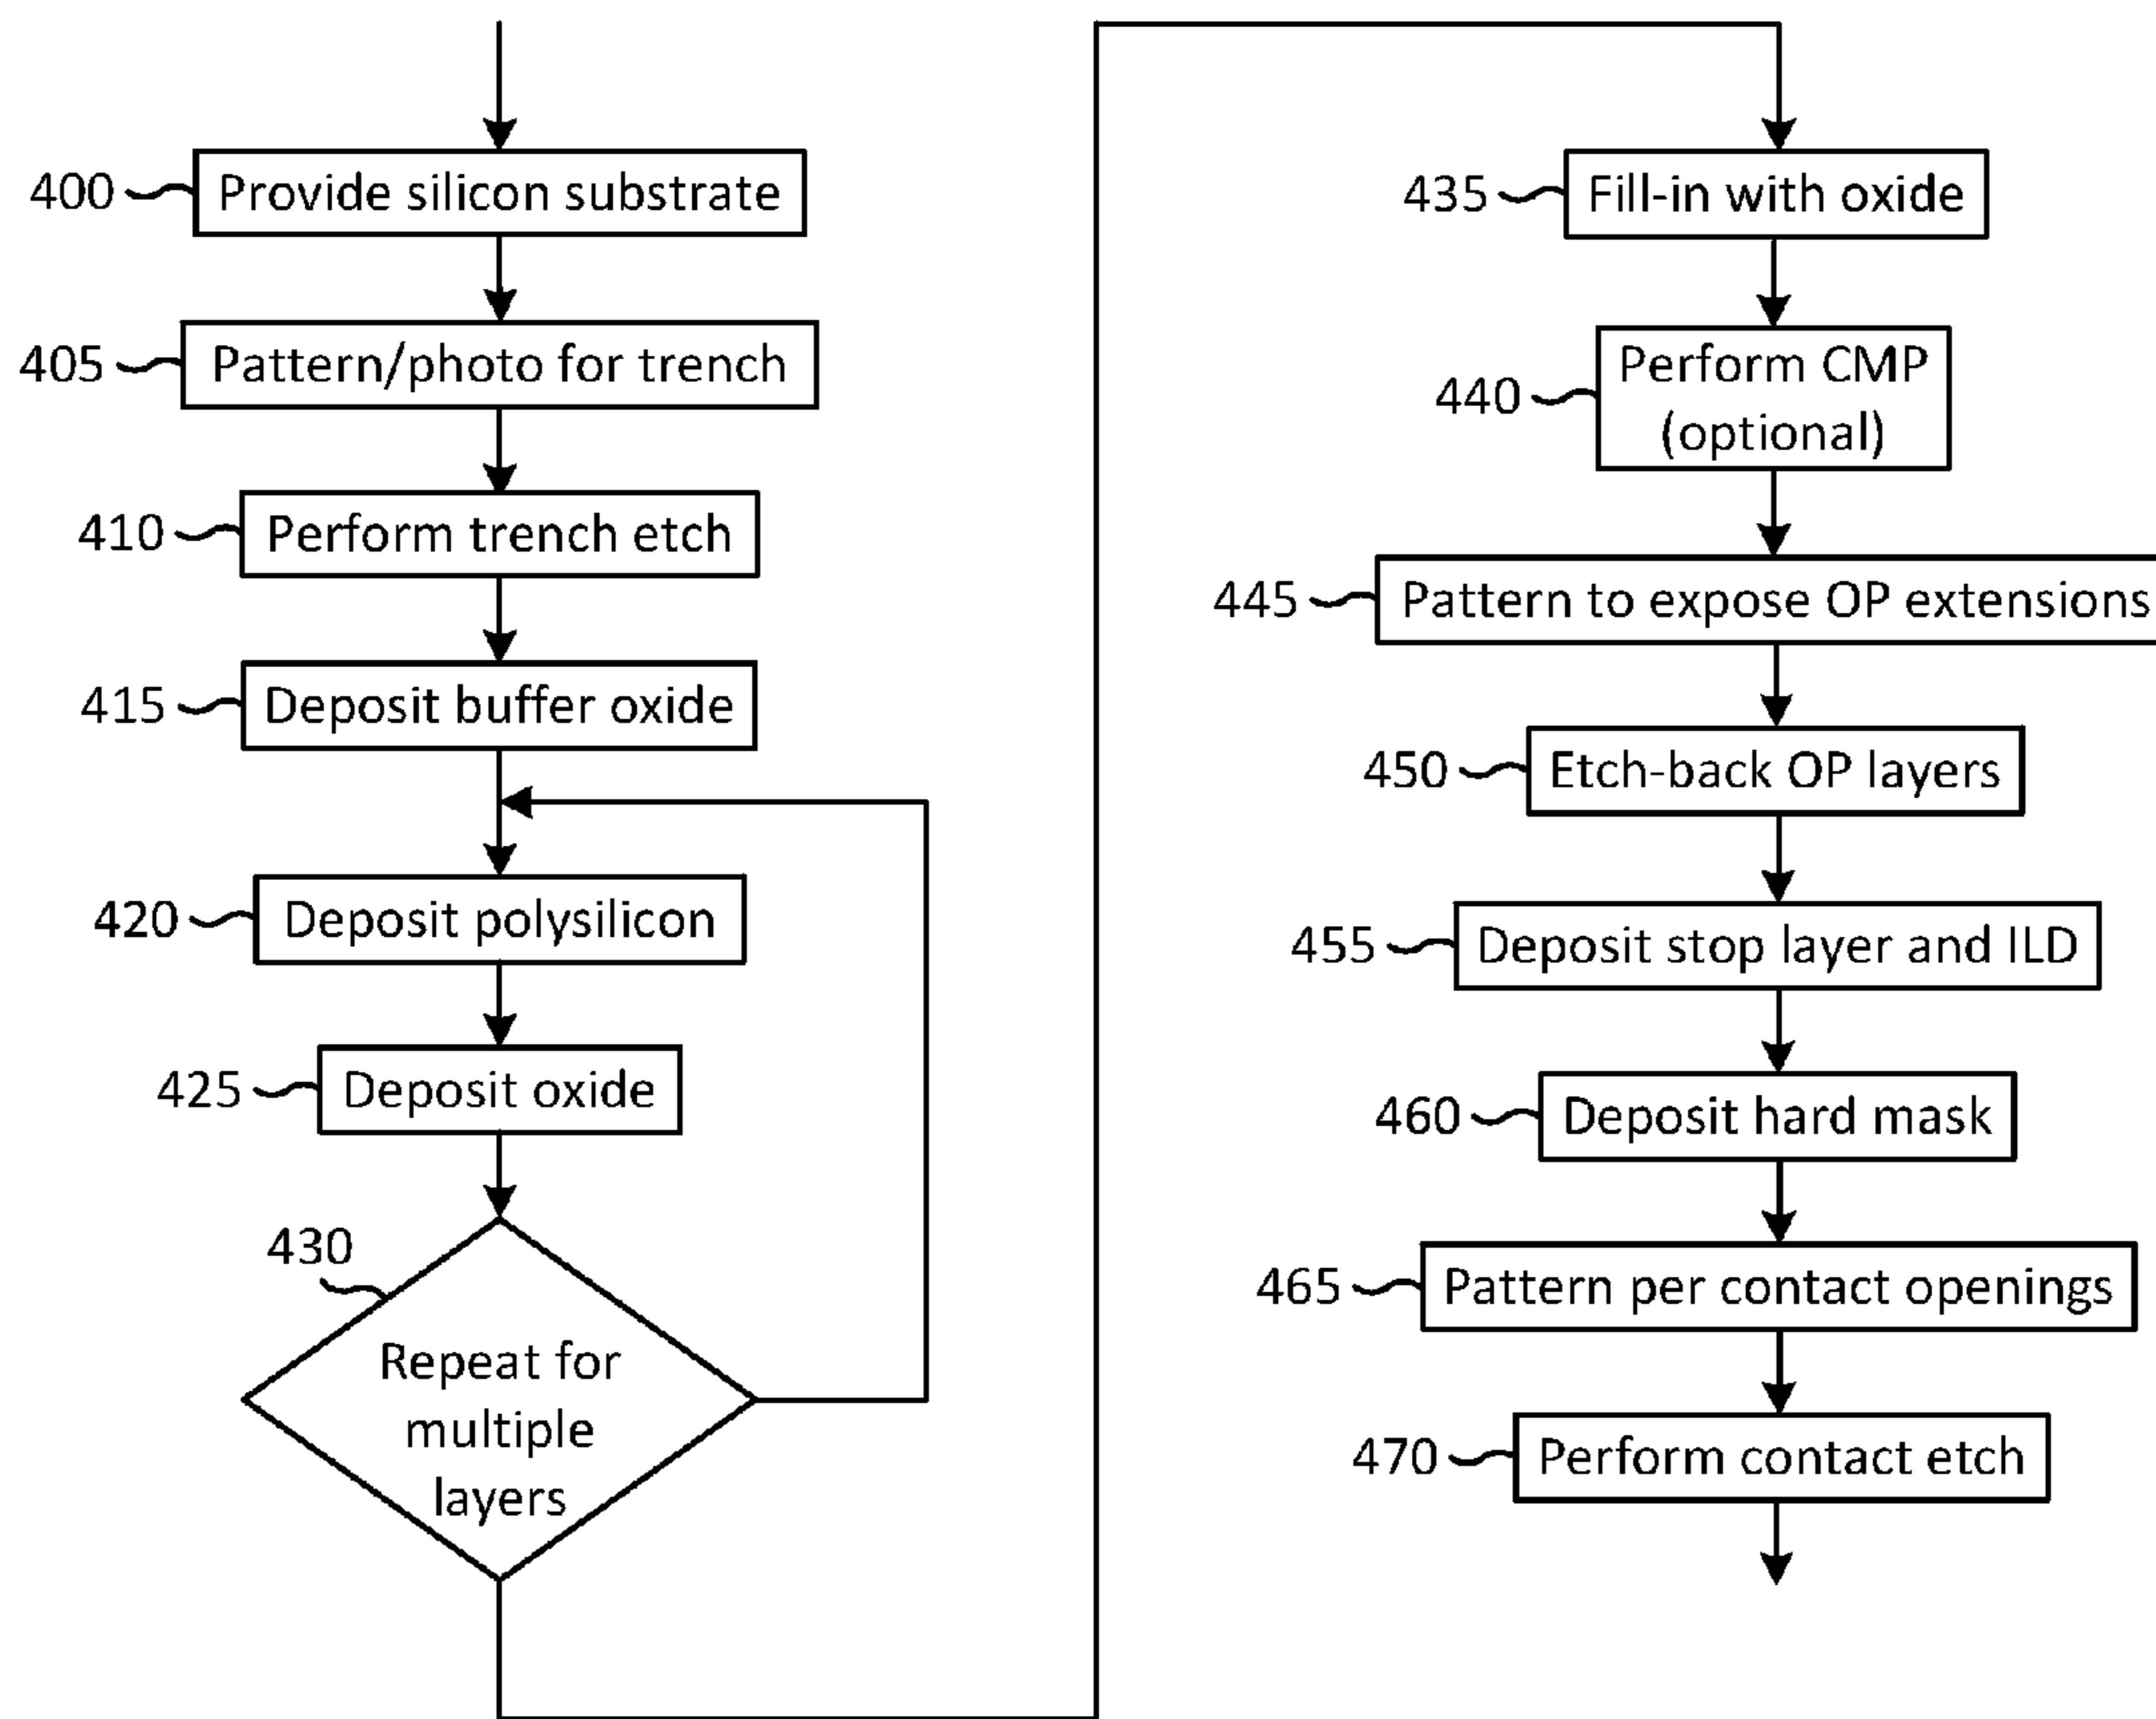 400 Provide silicon substrate
405 Pattern/photo for trench
410 Perform trench etch
415 Deposit buffer oxide
420 Deposit polysilicon
425 Deposit oxide
430
Repeat for
multiple
layers
435 Fill-in with oxide
440 Perform CMP
(optional)
445 Pattern to expose OP extensions
450 Etch-back OP layers
455 Deposit stop layer and ILD
460 Deposit hard mask
465 Pattern per contact openings
470 Perform contact etch